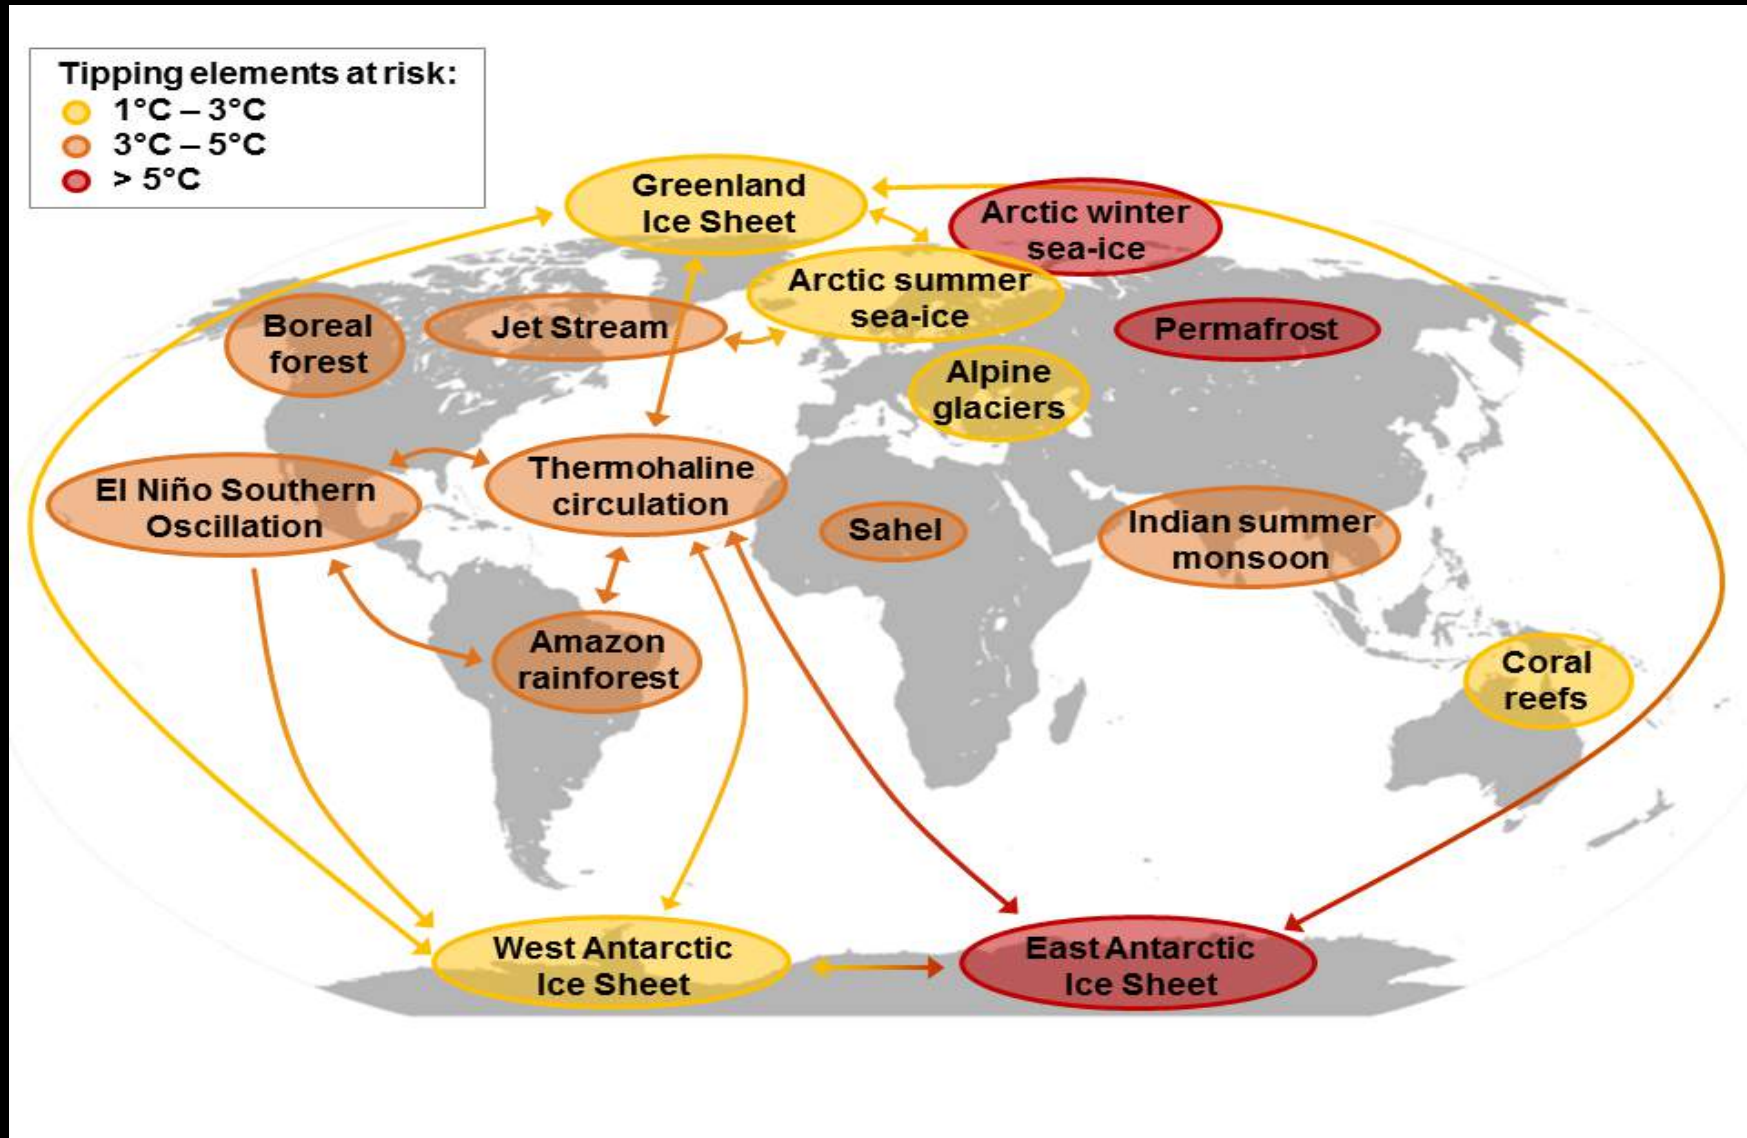 Tipping elements at risk:
1°C – 3°C
3°C – 5°C
> 5°C
Greenland
Ice Sheet
Arctic winter
sea-ice
Arctic summer
sea-ice
Boreal
forest
Jet Stream
Permafrost
Alpine
glaciers
El Niño Southern
Oscillation
Thermohaline
circulation
Sahel
Indian summer
monsoon
Amazon
rainforest
Coral
reefs
West Antarctic
Ice Sheet
East Antarctic
Ice Sheet